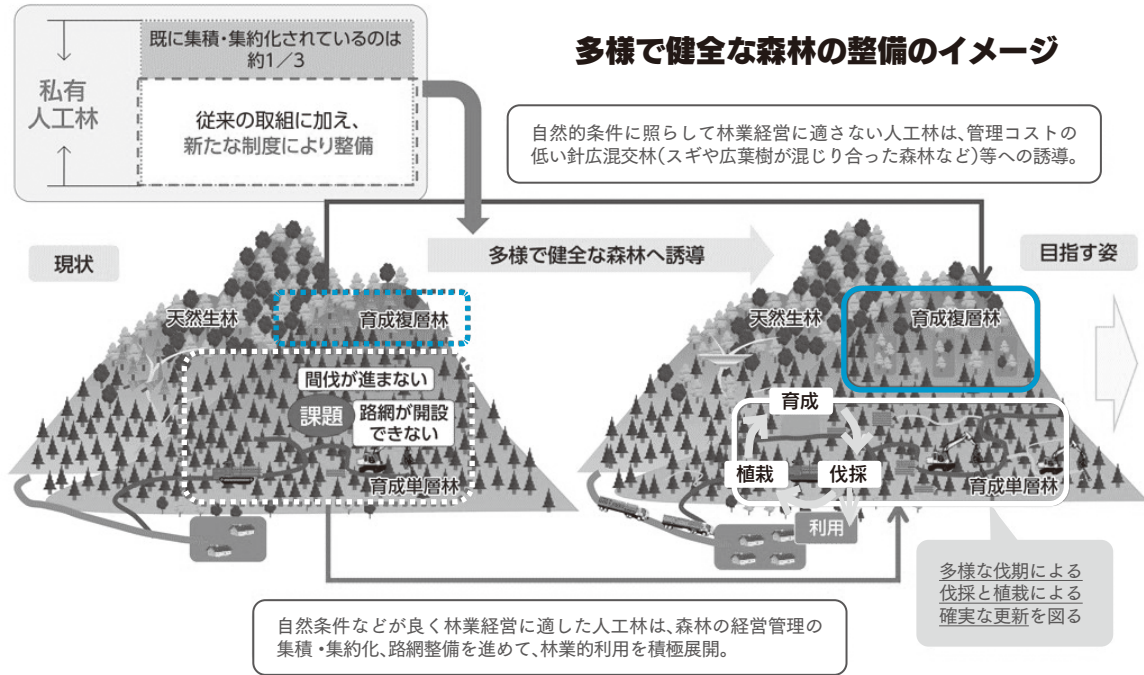 多様で健全な森林の整備のイメージ
私有
人工林
既に集積・集約化されているのは
約1／3
従来の取組に加え、
新たな制度により整備
自然的条件に照らして林業経営に適さない人工林は、管理コストの
低い針広混交林(スギや広葉樹が混じり合った森林など)等への誘導。
現状
多様で健全な森林へ誘導
目指す姿
天然生林
育成複層林
間伐が進まない
課題
路網が開設
できない
育成単層林
天然生林
育成複層林
育成
植栽
伐採
利用
育成単層林
多様な伐期による
伐採と植栽による
確実な更新を図る
自然条件などが良く林業経営に適した人工林は、森林の経営管理の
集積・集約化、路網整備を進めて、林業的利用を積極展開。